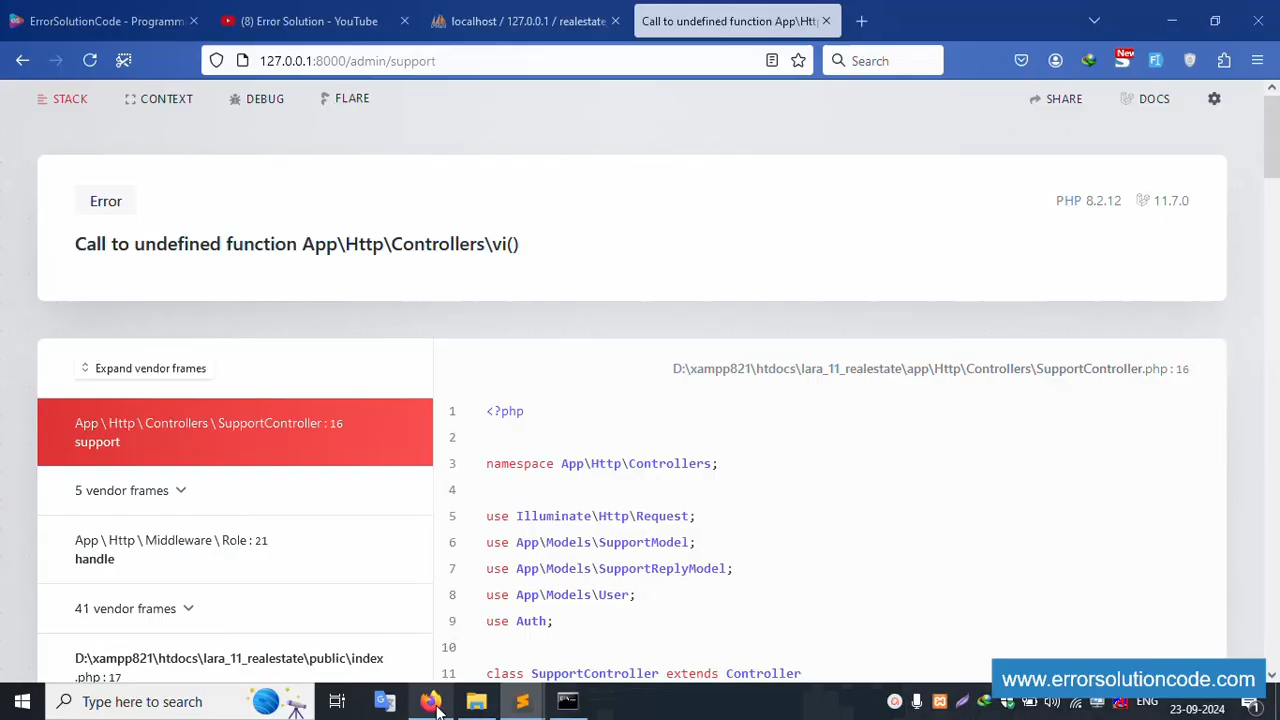 ErrorSolutionCode - Programm
(8) Error Solution - YouTube
localhost / 127.0.0.1 / realestate
Call to undefined function App\Htt
127.0.0.1:8000/admin/support
Search
New
STACK
CONTEXT
DEBUG
FLARE
SHARE
DOCS
Error
PHP 8.2.12
11.7.0
Call to undefined function App\Http\Controllers\vi()
Expand vendor frames
D:\xampp821\htdocs\lara_11_realestate\app\Http\Controllers\SupportController.php : 16
App \ Http \ Controllers \ SupportController : 16
support
5 vendor frames
App \ Http \ Middleware \ Role : 21
handle
41 vendor frames
D:\xampp821\htdocs\lara_11_realestate\public\index
.php : 17
1 <?php
2
3 namespace App\Http\Controllers;
4
5 use Illuminate\Http\Request;
6 use App\Models\SupportModel;
7 use App\Models\SupportReplyModel;
8 use App\Models\User;
9 use Auth;
10
11 class SupportController extends Controller
www.errorsolutioncode.com
Type here to search
ENG
23-09-2024
1